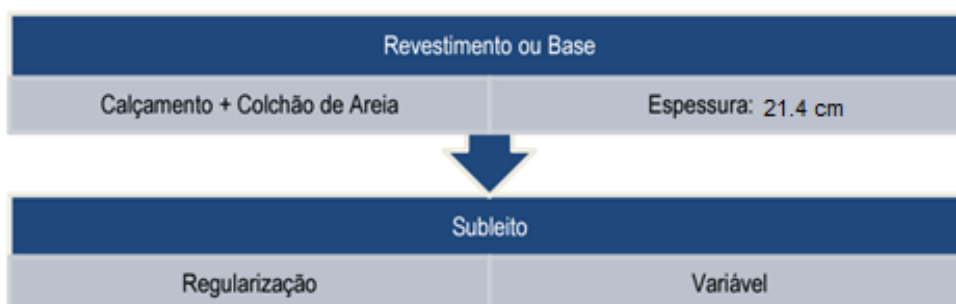 Revestimento ou Base
Calçamento + Colchão de Areia
Espessura: 21.4 cm
Subleito
Regularização
Variável